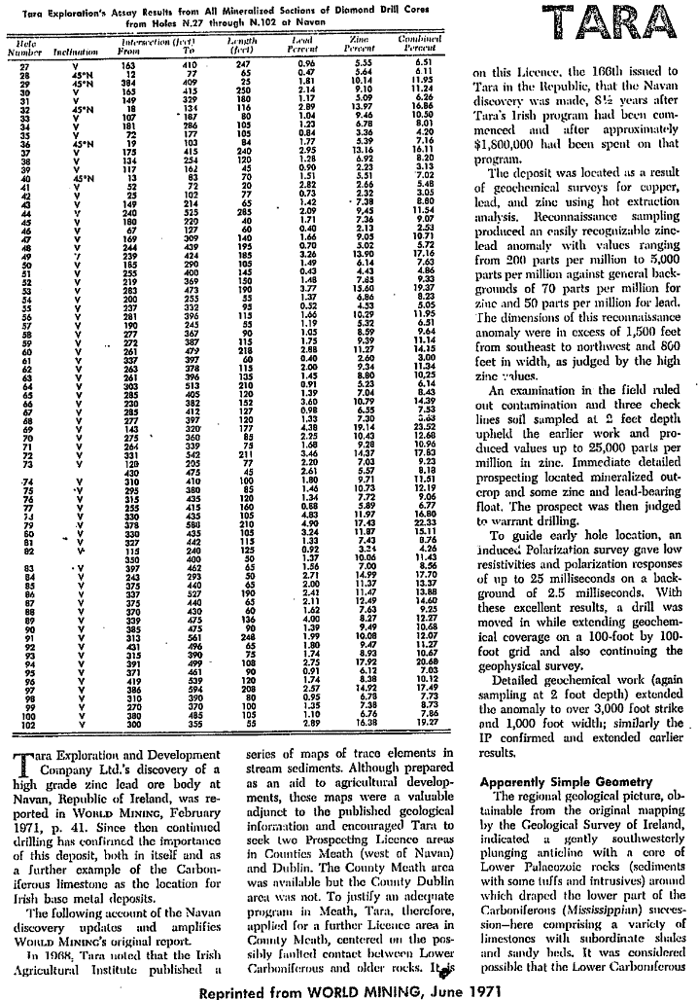 Tara Exploration's Assay Results from All Mineralized Sections of Diamond Drill Cores
from Holes N.27 through N.102 at Navan
Hole Intersection (feet) Length Lead Zinc Combined
Number Inclination From To (feet) Percent Percent Percent
27 V 163 410 247 0.96 5.55 6.51
28 45°N 12 77 65 0.47 5.64 6.11
29 45°N 384 409 25 1.81 10.14 11.95
30 V 165 415 250 2.14 9.10 11.24
31 V 149 329 180 1.17 5.09 6.26
32 45°N 18 134 116 2.89 13.97 16.86
33 V 107 187 80 1.04 9.46 10.50
34 V 181 286 105 1.23 6.78 8.01
35 V 72 177 105 0.84 3.36 4.20
36 45°N 19 103 84 1.77 5.39 7.16
37 V 175 415 240 2.95 13.16 16.11
38 V 134 254 120 1.28 6.92 8.20
39 V 117 162 45 0.90 2.23 3.13
40 45°N 13 83 70 1.51 5.51 7.02
41 V 52 72 20 2.82 2.66 5.48
42 V 25 102 77 0.73 2.32 3.05
43 V 149 214 65 1.42 7.38 8.80
44 V 240 525 285 2.09 9.45 11.54
45 V 180 220 40 1.71 7.36 9.07
46 V 67 127 60 0.40 2.13 2.53
47 V 169 309 140 1.66 9.05 10.71
48 V 244 439 195 0.70 5.02 5.72
49 V 239 424 185 3.26 13.90 17.16
50 V 185 290 105 1.49 6.14 7.63
51 V 255 400 145 0.43 4.43 4.86
52 V 219 369 150 1.48 7.85 9.33
53 V 283 473 190 3.77 15.60 19.37
54 V 200 255 55 1.37 6.86 8.23
55 V 237 332 95 0.52 4.53 5.05
56 V 281 396 115 1.66 10.29 11.95
57 V 190 245 55 1.19 5.32 6.51
58 V 277 367 90 1.05 8.59 9.64
59 V 272 387 115 1.75 9.39 11.14
60 V 261 479 218 2.88 11.27 14.15
61 V 337 397 60 0.40 2.60 3.00
62 V 263 378 115 2.00 9.34 11.34
63 V 261 396 135 1.45 8.80 10.25
64 V 303 513 210 0.91 5.23 6.14
65 V 285 405 120 1.39 7.04 8.43
66 V 230 382 152 3.60 10.79 14.39
67 V 285 412 127 0.98 6.55 7.53
68 V 277 397 120 1.33 7.30
69 V 143 320 177 4.38 19.14 23.52
70 V 275 360 85 2.25 10.43 12.68
71 V 264 339 75 1.68 9.28 10.96
72 V 331 542 211 3.46 14.37 17.83
73 V 128 205 77 2.20 7.03 9.23
430 475 45 2.61 5.57 8.18
74 V 310 410 100 1.80 9.71 11.51
75 V 295 380 85 1.46 10.73 12.19
76 V 315 435 120 1.34 7.72 9.06
77 V 255 415 160 0.88 5.89 6.77
V 330 435 105 4.83 11.97 16.80
79 V 378 588 210 4.90 17.43 22.33
80 V 330 435 105 3.24 11.87 15.11
81 V 327 442 115 1.33 7.43 8.76
82 V 115 240 125 0.92 3.24 4.26
350 400 50 1.37 10.06 11.43
83 V 397 462 65 1.56 7.00 8.56
84 V 243 293 50 2.71 14.99 17.70
85 V 375 440 65 2.00 11.37 13.37
86 V 337 527 190 2.41 11.47 13.88
87 V 375 440 65 2.11 12.49 14.60
88 V 370 430 60 1.62 7.63 9.25
89 V 339 475 136 4.00 8.27 12.27
90 V 385 475 90 1.39 9.49 10.88
91 V 313 561 248 1.99 10.08 12.07
92 V 431 496 65 1.80 9.47 11.27
93 V 315 390 75 1.74 8.93 10.67
94 V 391 499 108 2.75 17.92 20.68
95 V 371 461 90 0.91 6.12 7.03
96 V 419 539 120 1.74 8.38 10.12
97 V 386 594 208 2.57 14.92 17.49
98 V 310 390 80 0.95 6.78 7.73
99 V 270 370 100 1.35 7.38 8.73
100 V 380 485 105 1.10 6.76 7.86
102 V 300 355 55 2.89 16.38 19.27
Tara Exploration and Development
Company Ltd.'s discovery of a
high grade zinc lead ore body at
Navan, Republic of Ireland, was re-
ported in WORLD MINING, February
1971, p. 41. Since then continued
drilling has confirmed the importance
of this deposit, both in itself and as
a further example of the Carbon-
iferous limestone as the location for
Irish base metal deposits.
The following account of the Navan
discovery updates and amplifies
WORLD MINING's original report.
In 1968, Tara noted that the Irish
Agricultural Institute published a
series of maps of trace elements in
stream sediments. Although prepared
as an aid to agricultural develop-
ments, these maps were a valuable
adjunct to the published geological
information and encouraged Tara to
seek two Prospecting Licence areas
in Counties Meath (west of Navan)
and Dublin. The County Meath area
was available but the County Dublin
area was not. To justify an adequate
program in Meath, Tara, therefore,
applied for a further Licence area in
County Meath, centered on the pos-
sibly faulted contact between Lower
Carboniferous and older rocks. It is
TARA
on this Licence, the 166th issued to
Tara in the Republic, that the Navan
discovery was made, 8½ years after
Tara's Irish program had been com-
menced and after approximately
$1,800,000 had been spent on that
program.
The deposit was located as a result
of geochemical surveys for copper,
lead, and zinc using hot extraction
analysis. Reconnaissance sampling
produced an easily recognizable zinc-
lead anomaly with values ranging
from 200 parts per million to 5,000
parts per million against general back-
grounds of 70 parts per million for
zinc and 50 parts per million for lead.
The dimensions of this reconnaissance
anomaly were in excess of 1,500 feet
from southeast to northwest and 800
feet in width, as judged by the high
zinc values.
An examination in the field ruled
out contamination and three check
lines soil sampled at 2 feet depth
upheld the earlier work and pro-
duced values up to 25,000 parts per
million in zinc. Immediate detailed
prospecting located mineralized out-
crop and some zinc and lead-bearing
float. The prospect was then judged
to warrant drilling.
To guide early hole location, an
induced Polarization survey gave low
resistivities and polarization responses
of up to 25 milliseconds on a back-
ground of 2.5 milliseconds. With
these excellent results, a drill was
moved in while extending geochem-
ical coverage on a 100-foot by 100-
foot grid and also continuing the
geophysical survey.
Detailed geochemical work (again
sampling at 2 foot depth) extended
the anomaly to over 3,000 foot strike
and 1,000 foot width; similarly the
IP confirmed and extended earlier
results.
Apparently Simple Geometry
The regional geological picture, ob-
tainable from the original mapping
by the Geological Survey of Ireland,
indicated a gently southwesterly
plunging anticline with a core of
Lower Palaeozoic rocks (sediments
with some tuffs and intrusives) around
which draped the lower part of the
Carboniferous (Mississippian) succes-
sion—here comprising a variety of
limestones with subordinate shales
and sandy beds. It was considered
possible that the Lower Carboniferous
Reprinted from WORLD MINING, June 1971